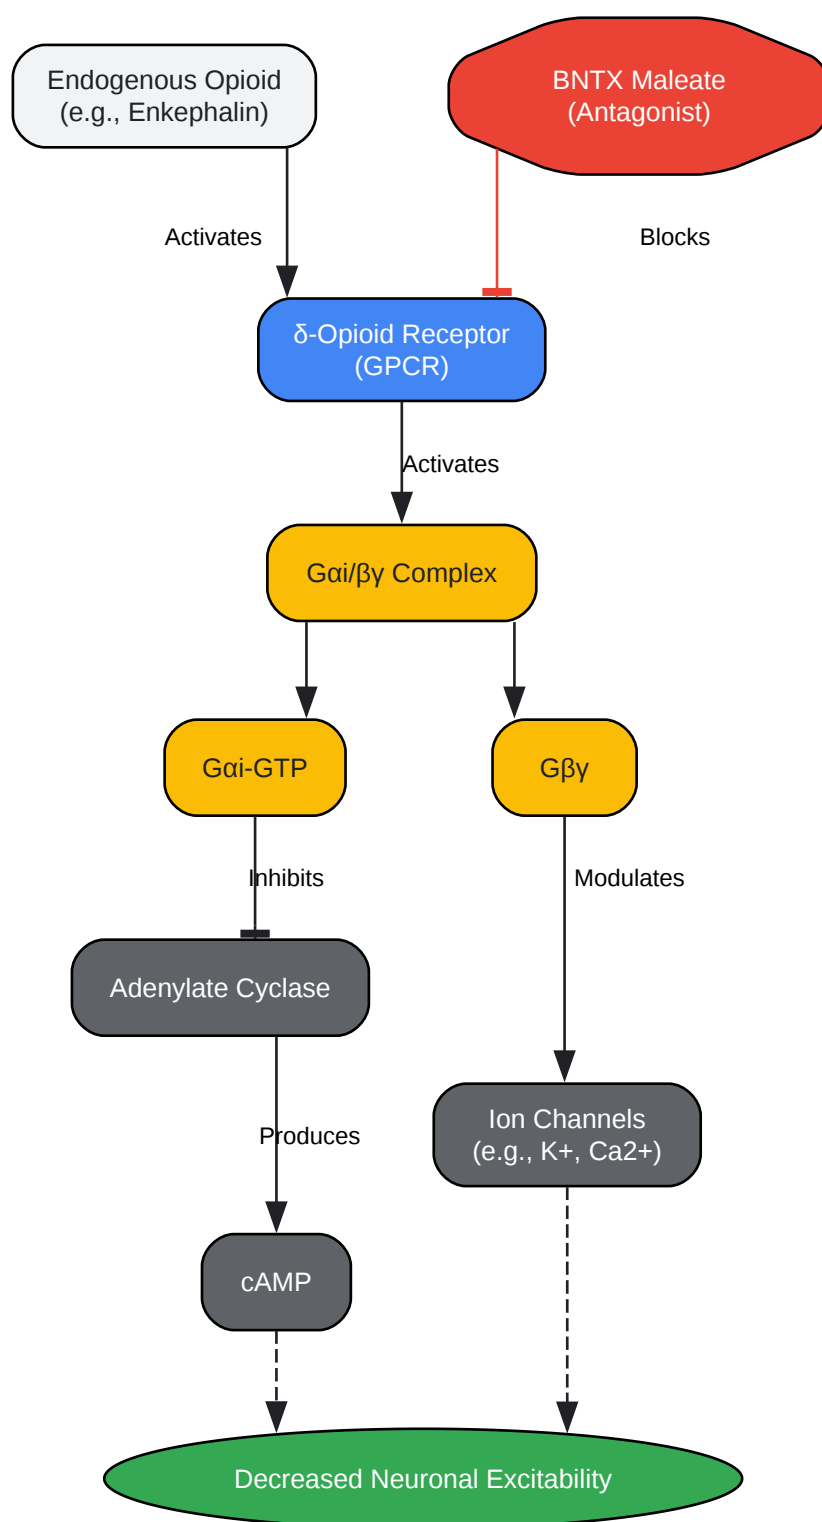 Endogenous Opioid
(e.g., Enkephalin)
BNTX Maleate
(Antagonist)
Activates
Blocks
δ-Opioid Receptor
(GPCR)
Activates
Gαi/βγ Complex
Gαi-GTP
Gβγ
Inhibits
Modulates
Adenylate Cyclase
Ion Channels
(e.g., K+, Ca2+)
Produces
cAMP
Decreased Neuronal Excitability